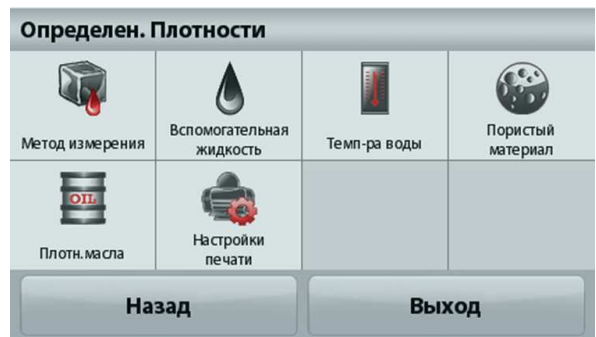 Определен. Плотности
Метод измерения
Вспомогательная
жидкость
Темп-ра воды
Пористый
материал
OIL
Плотн.масла
Настройки
печати
Назад
Выход